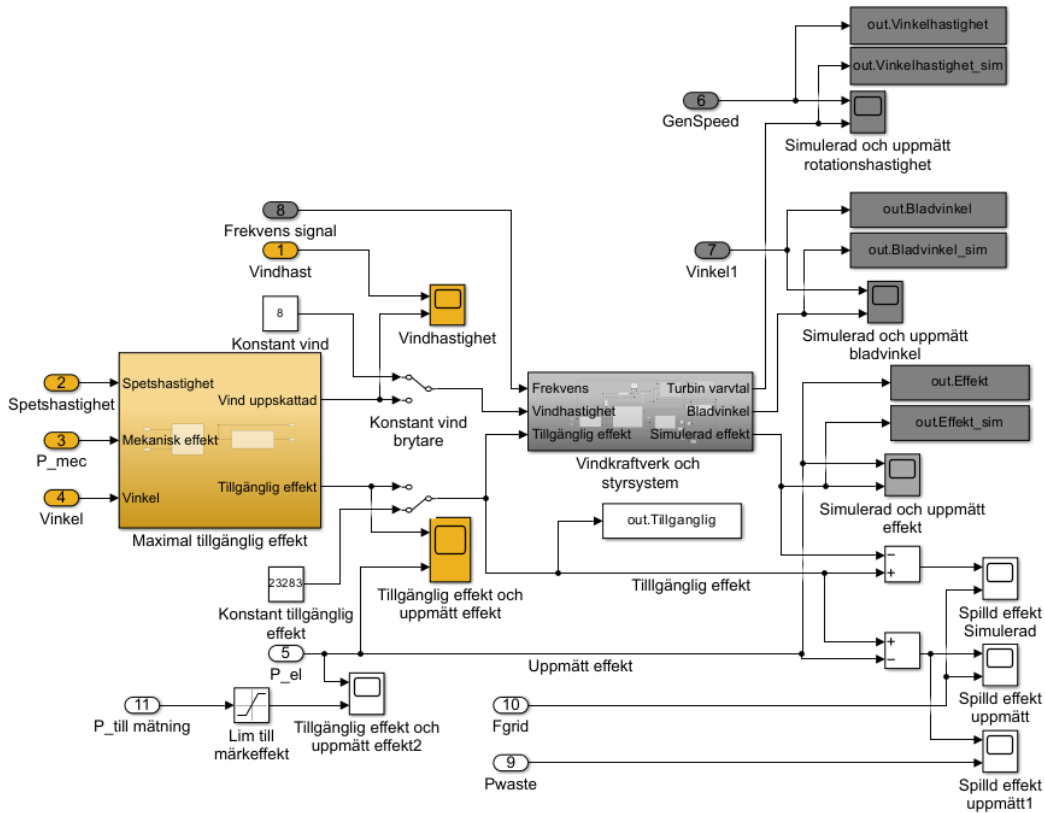 out.Vinkelhastighet
out.Vinkelhastighet_sim
6
GenSpeed
Simulerad och uppmätt
rotationshastighet
8
Frekvens signal
1
Vindhast
out.Bladvinkel
out.Bladvinkel_sim
7
Vinkel1
Simulerad och uppmätt
bladvinkel
8
Konstant vind
Vindhastighet
2
Spetshastighet
3
P_mec
4
Vinkel
Spetshastighet
Vind uppskattad
Mekanisk effekt
Tillgänglig effekt
Vinkel
Maximal tillgänglig effekt
Konstant vind
brytare
Frekvens
Turbin varvtal
Vindhastighet
Bladvinkel
Tillgänglig effekt
Simulerad effekt
Vindkraftverk och
styrsystem
out.Effekt
out.Effekt_sim
Simulerad och uppmätt
effekt
out.Tillganglig
23283
Konstant tillgänglig
effekt
Tillgänglig effekt och
uppmätt effekt
Tilllgänglig effekt
−
+
Spilld effekt
Simulerad
5
P_el
Uppmätt effekt
+
−
Spilld effekt
uppmätt
11
P_till mätning
Lim till
märkeffekt
Tillgänglig effekt och
uppmätt effekt2
10
Fgrid
9
Pwaste
Spilld effekt
uppmätt1